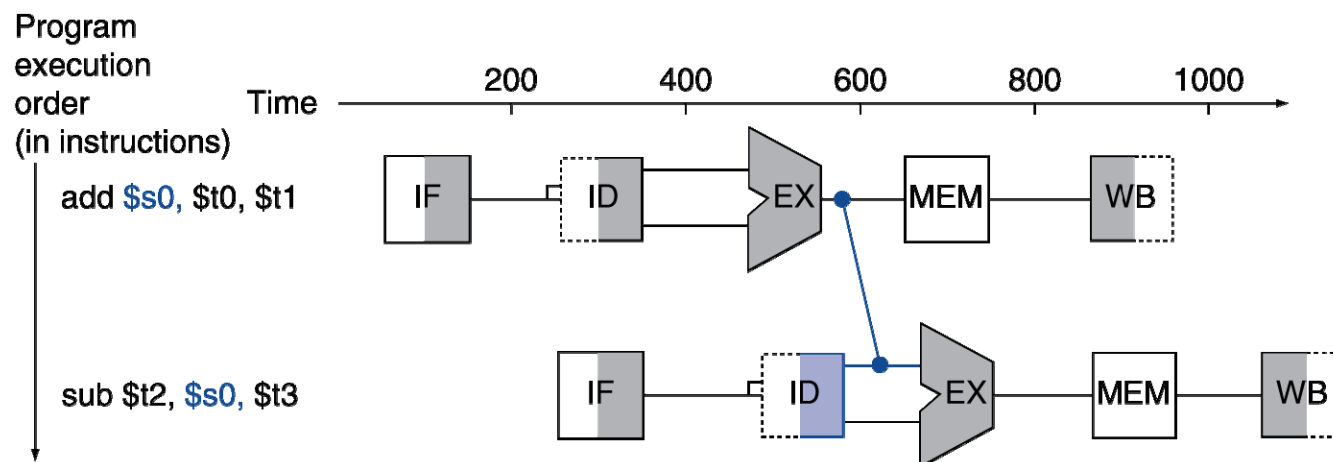 Program
execution
order
(in instructions)
Time
200 400 600 800 1000
add $s0, $t0, $t1
IF ID EX MEM WB
sub $t2, $s0, $t3
IF ID EX MEM WB